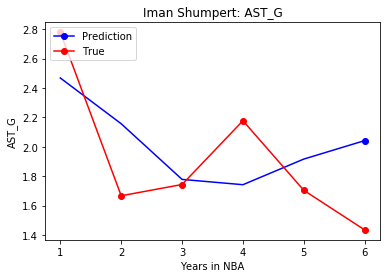 Iman Shumpert: AST_G
2.8
2.6
2.4
2.2
2.0
1.8
1.6
1.4
AST_G
Prediction
True
1 2 3 4 5 6
Years in NBA